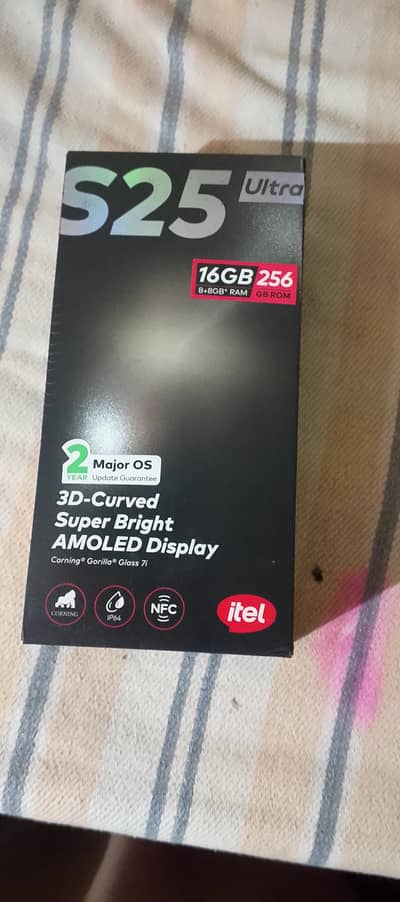 S25 Ultra
16GB 256
8+8GB* RAM GB ROM
2 Major OS
YEAR Update Guarantee
3D-Curved
Super Bright
AMOLED Display
Corning® Gorilla® Glass 7i
CORNING
IP64
NFC
itel